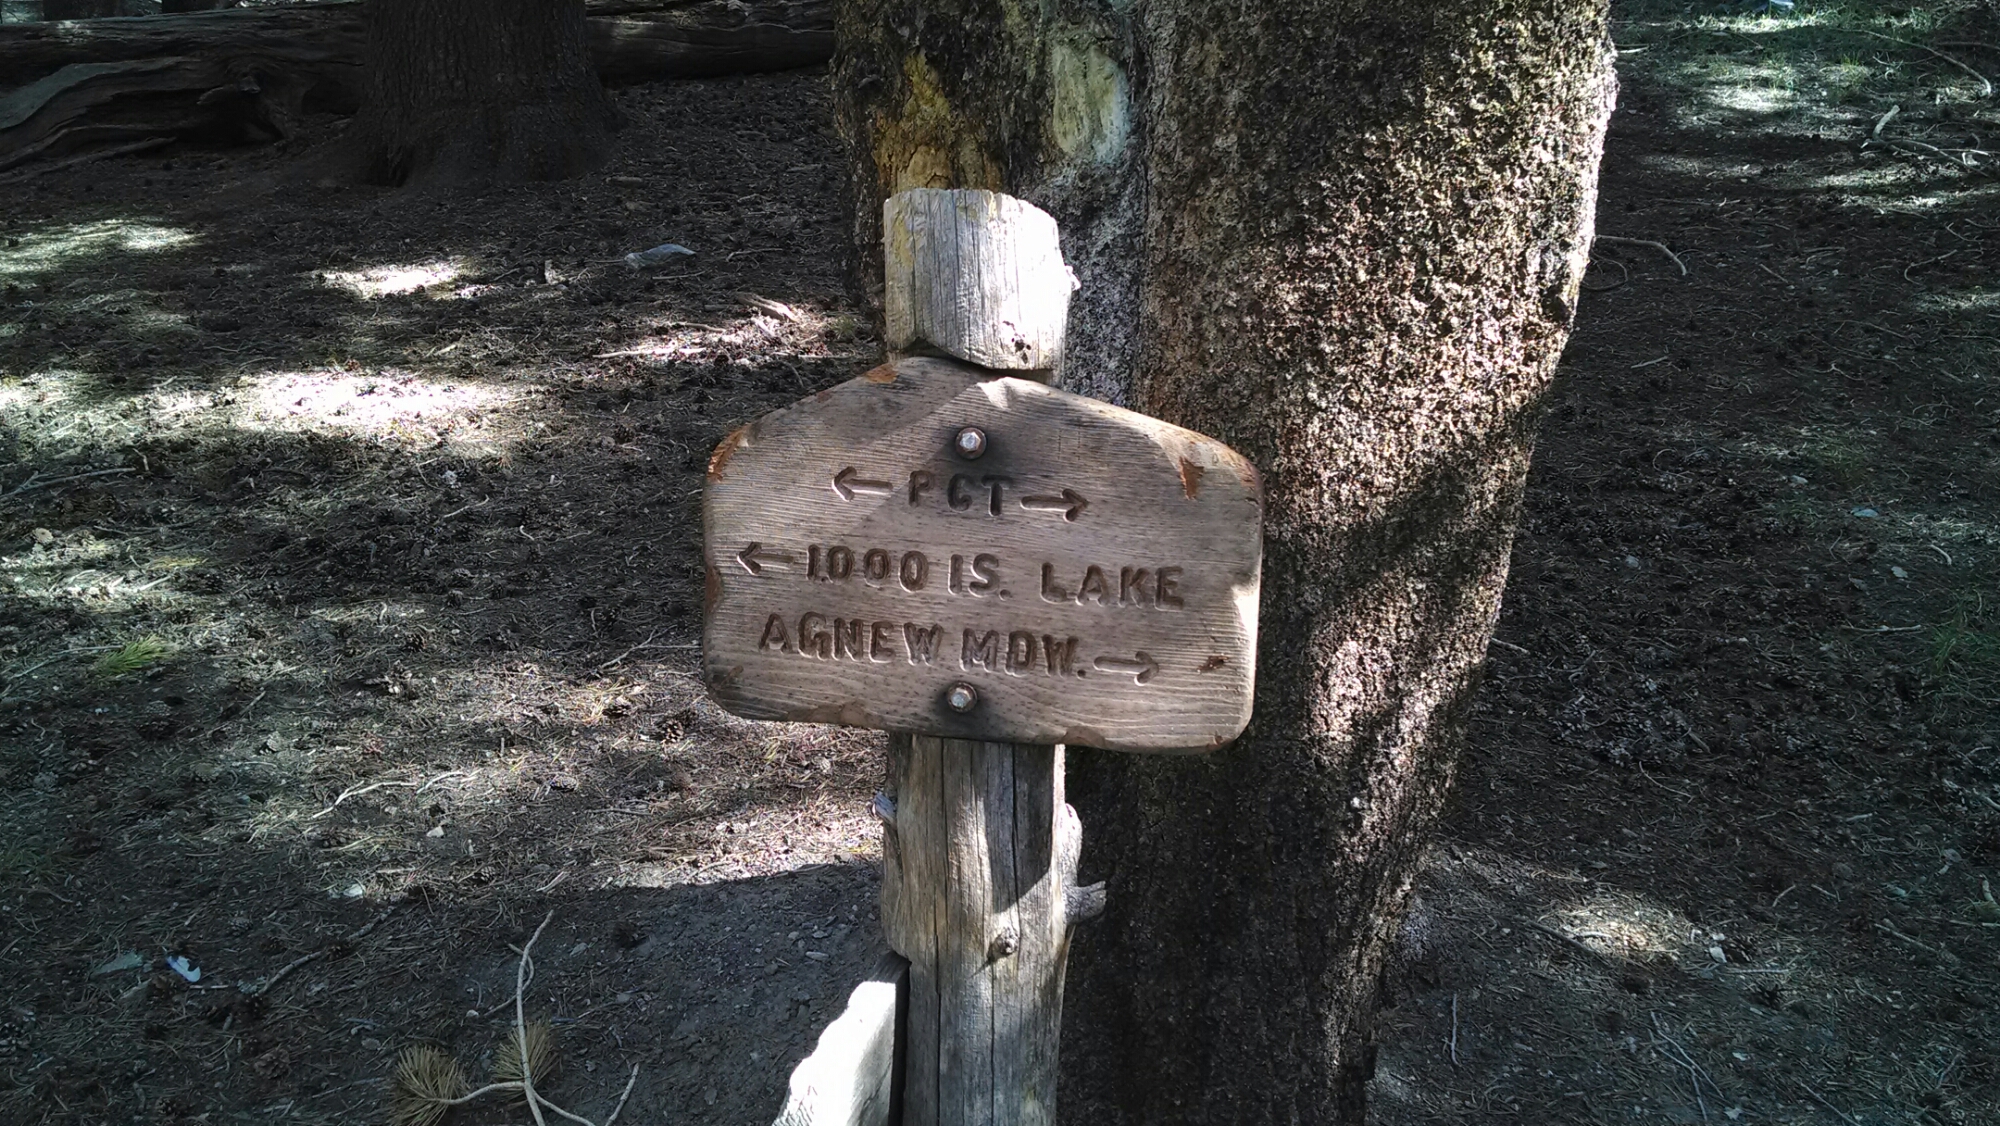 ← PCT →
← 1000 IS. LAKE
AGNEW MDW. →